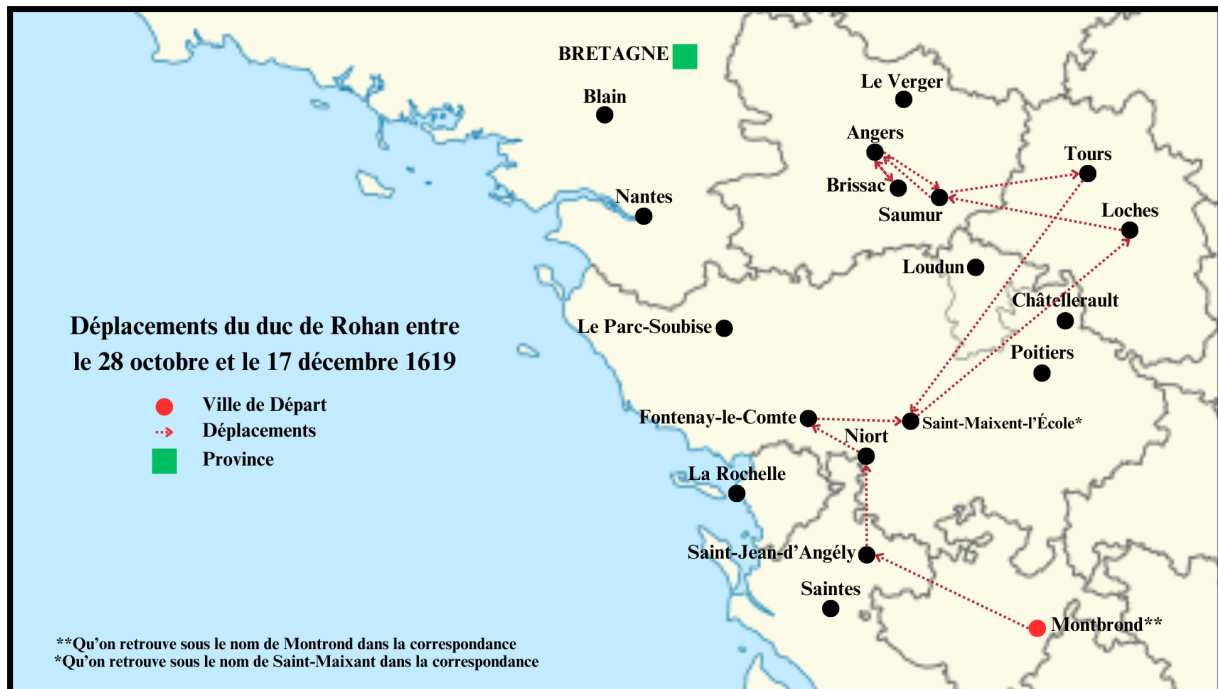 BRETAGNE
Le Verger
Blain
Angers
Tours
Brissac
Nantes
Saumur
Loches
Loudun
Châtellerault
Le Parc-Soubise
Poitiers
Déplacements du duc de Rohan entre
le 28 octobre et le 17 décembre 1619
Ville de Départ
Déplacements
Province
Fontenay-le-Comte
Saint-Maixent-l'École*
Niort
La Rochelle
Saint-Jean-d'Angély
Saintes
Montbrond**
**Qu'on retrouve sous le nom de Montrond dans la correspondance
*Qu'on retrouve sous le nom de Saint-Maixant dans la correspondance